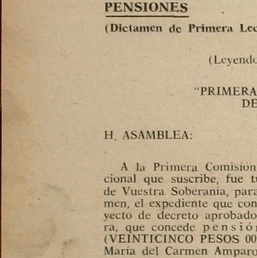 PENSIONES
(Dictamen de Primera Lec
(Leyendo
"PRIMERA
DE
H. ASAMBLEA:
A la Primera Comisión
cional que suscribe, fue tu
de Vuestra Soberanía, para
men, el expediente que con
yecto de decreto aprobado
ra, que concede pensió
(VEINTICINCO PESOS 00
María del Carmen Amparo